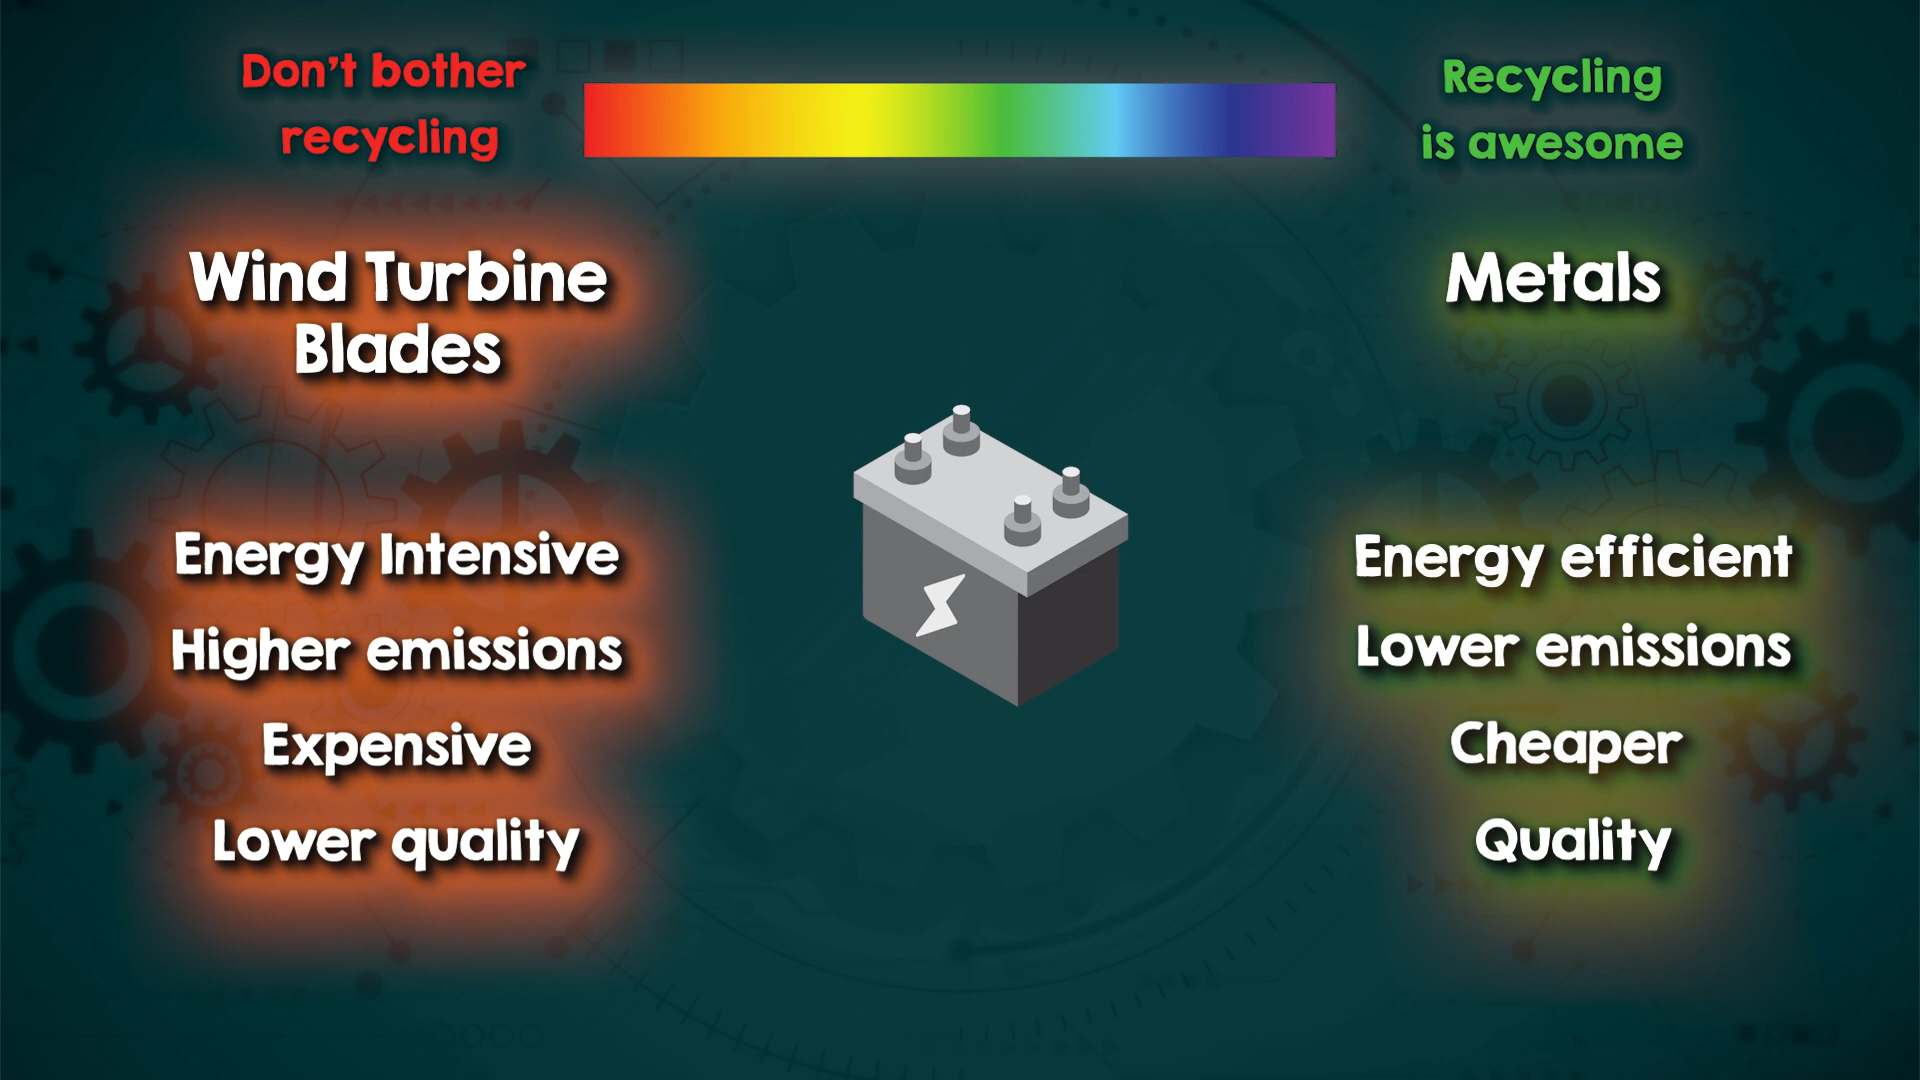 Don't bother
recycling
Recycling
is awesome
Wind Turbine
Blades
Metals
Energy Intensive
Higher emissions
Expensive
Lower quality
Energy efficient
Lower emissions
Cheaper
Quality